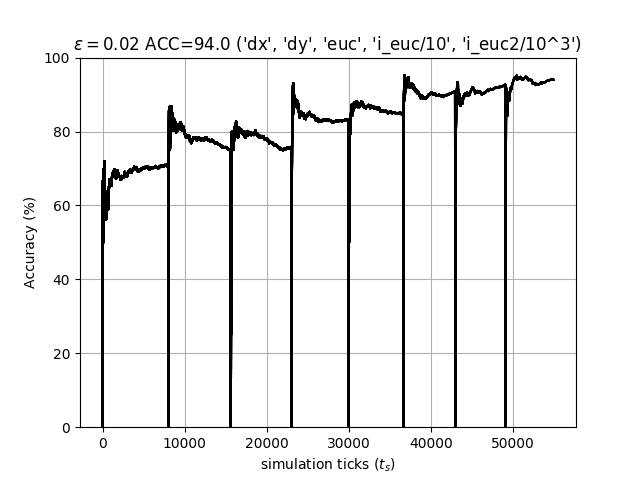 ε = 0.02 ACC=94.0 ('dx', 'dy', 'euc', 'i_euc/10', 'i_euc2/10^3')
100
80
60
40
20
0
Accuracy (%)
0 10000 20000 30000 40000 50000
simulation ticks (tₛ)